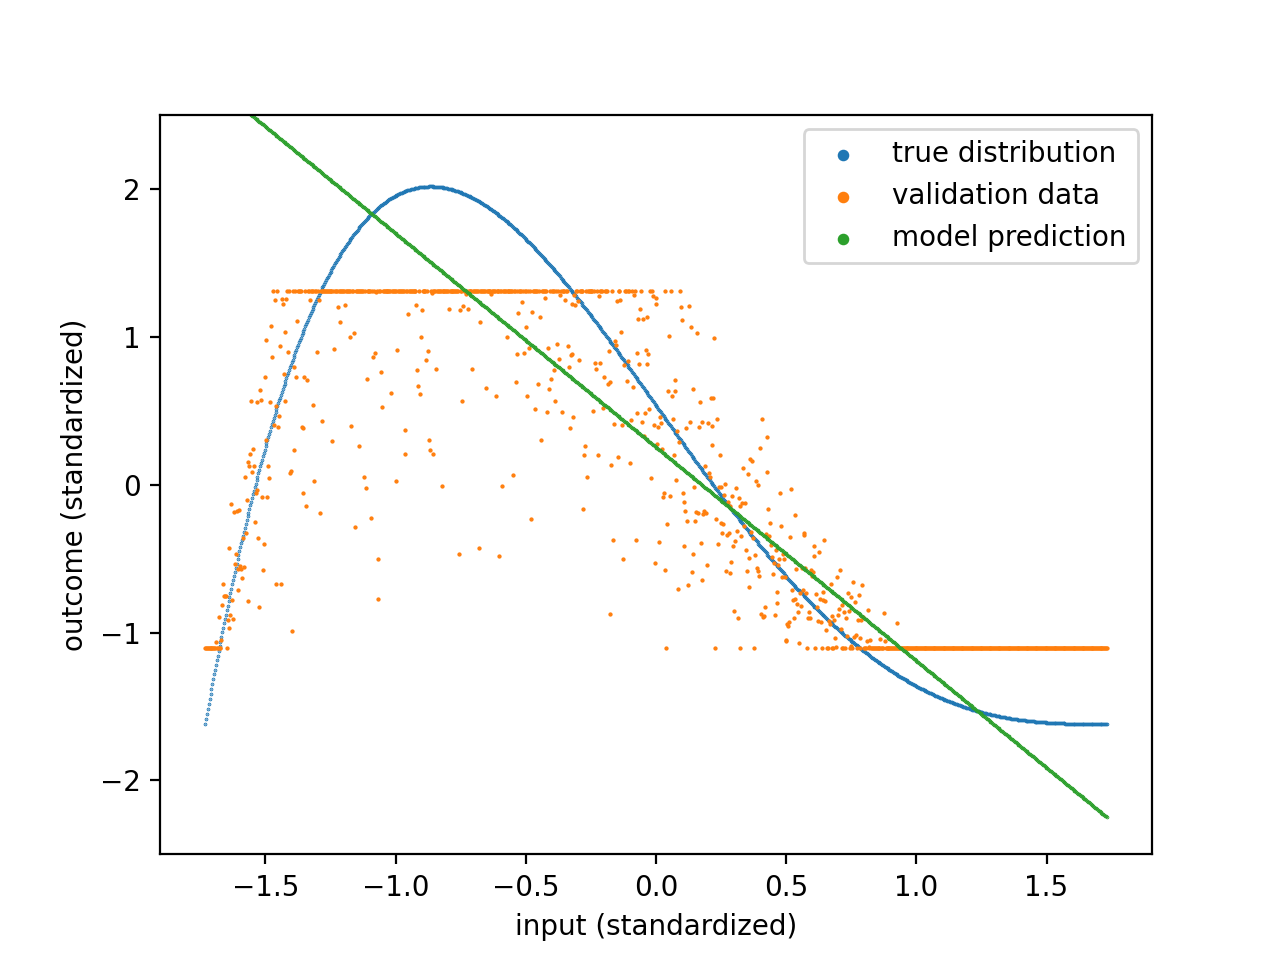 true distribution
validation data
model prediction
2
1
0
−1
−2
outcome (standardized)
−1.5 −1.0 −0.5 0.0 0.5 1.0 1.5
input (standardized)